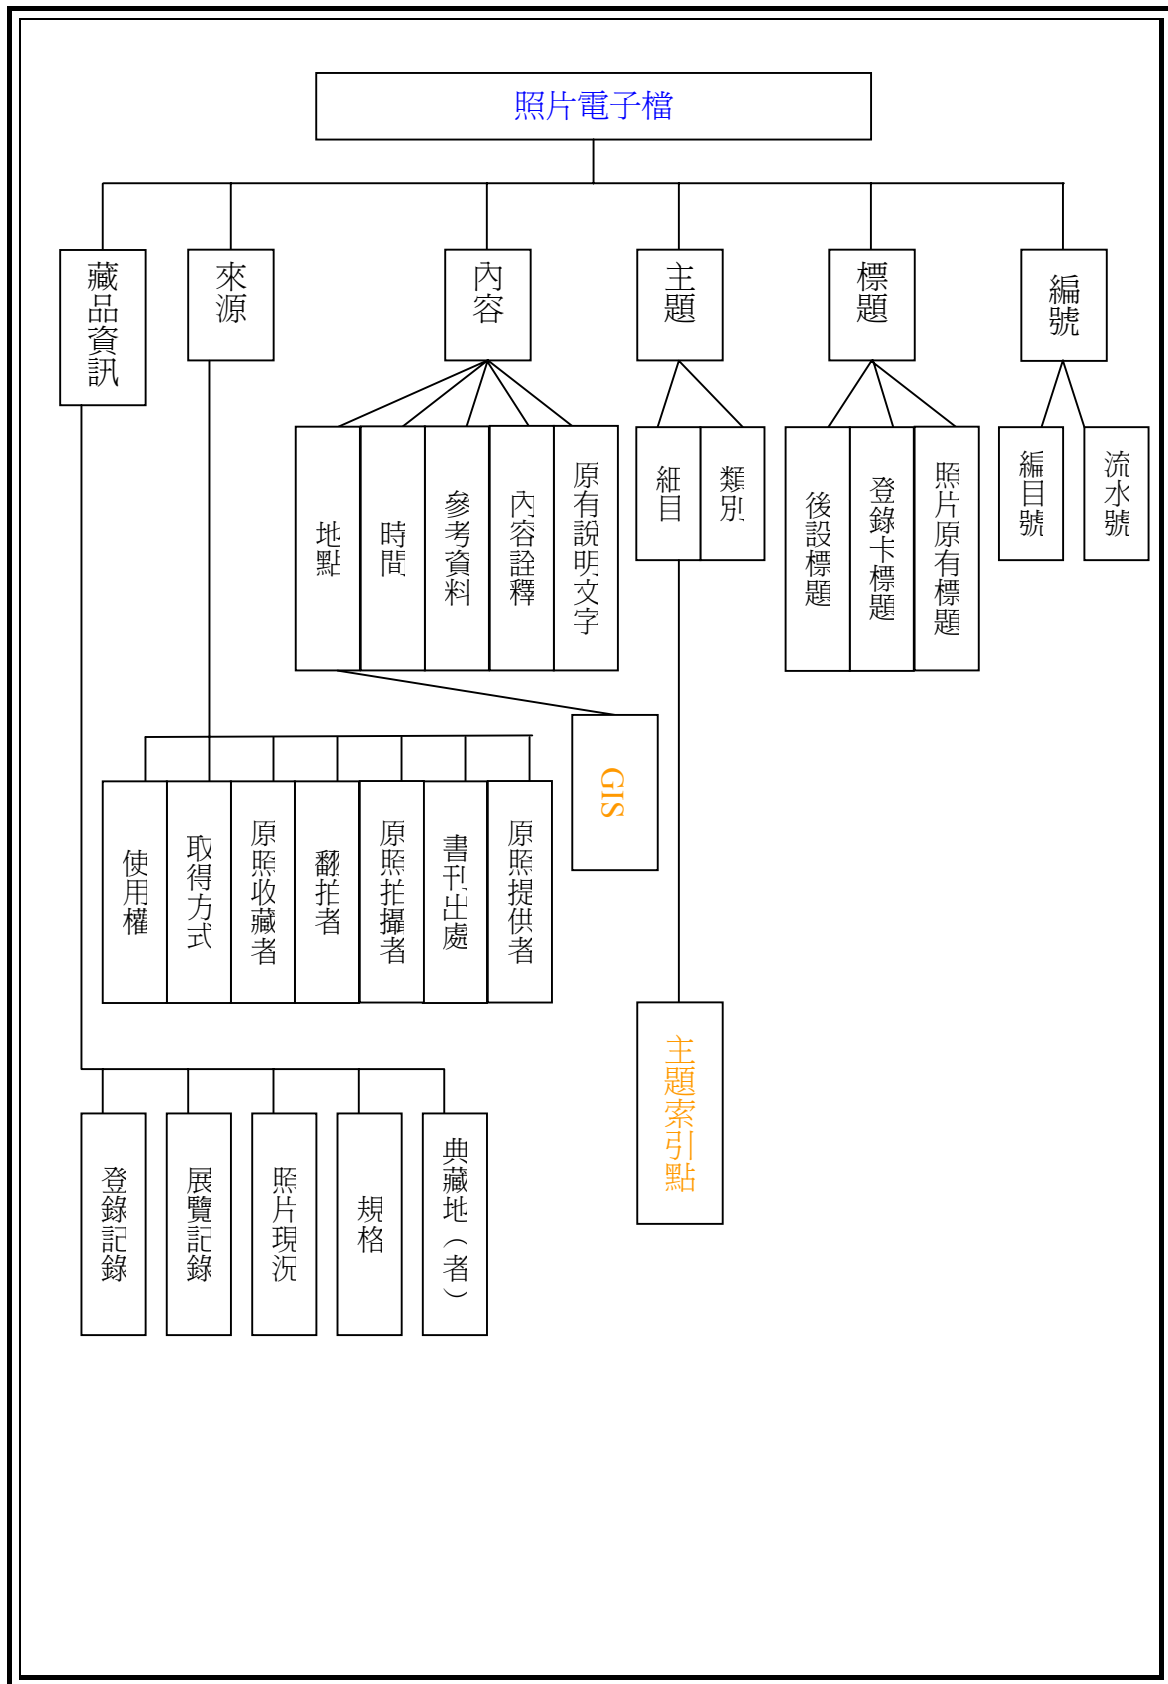 照片電子檔
編號
標題
主題
內容
來源
藏品資訊
流水號
編目號
照片原有標題
登錄卡標題
後設標題
類別
細目
原有說明文字
內容詮釋
參考資料
時間
地點
GIS
原照提供者
書刊出處
原照拍攝者
翻拍者
原照收藏者
取得方式
使用權
主題索引點
典藏地（者）
規格
照片現況
展覽記錄
登錄記錄